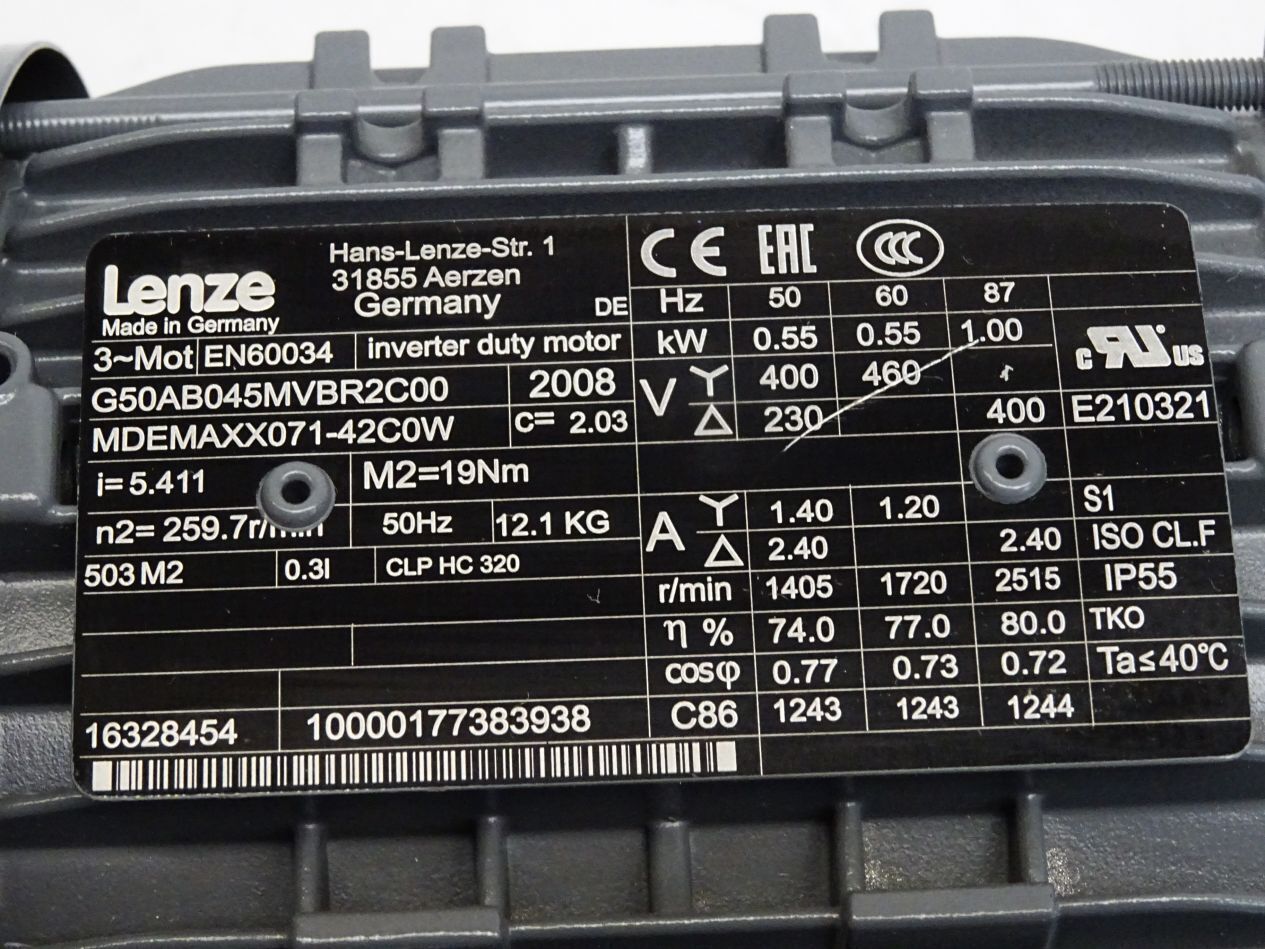 Lenze
Made in Germany
Hans-Lenze-Str. 1
31855 Aerzen
Germany
DE
3~Mot EN60034 inverter duty motor
G50AB045MVBR2C00 2008
MDEMAXX071-42C0W c= 2.03
i= 5.411 M2=19Nm
n2= 259.7r/min 50Hz 12.1 KG
503 M2 0.3l CLP HC 320
16328454 10000177383938
CE EAC CCC
Hz 50 60 87
kW 0.55 0.55 1.00
V Y 400 460
△ 230 400
A Y 1.40 1.20
△ 2.40 2.40
r/min 1405 1720 2515
η % 74.0 77.0 80.0
cosφ 0.77 0.73 0.72
C86 1243 1243 1244
c RU US
E210321
S1
ISO CL.F
IP55
TKO
Ta≤40°C